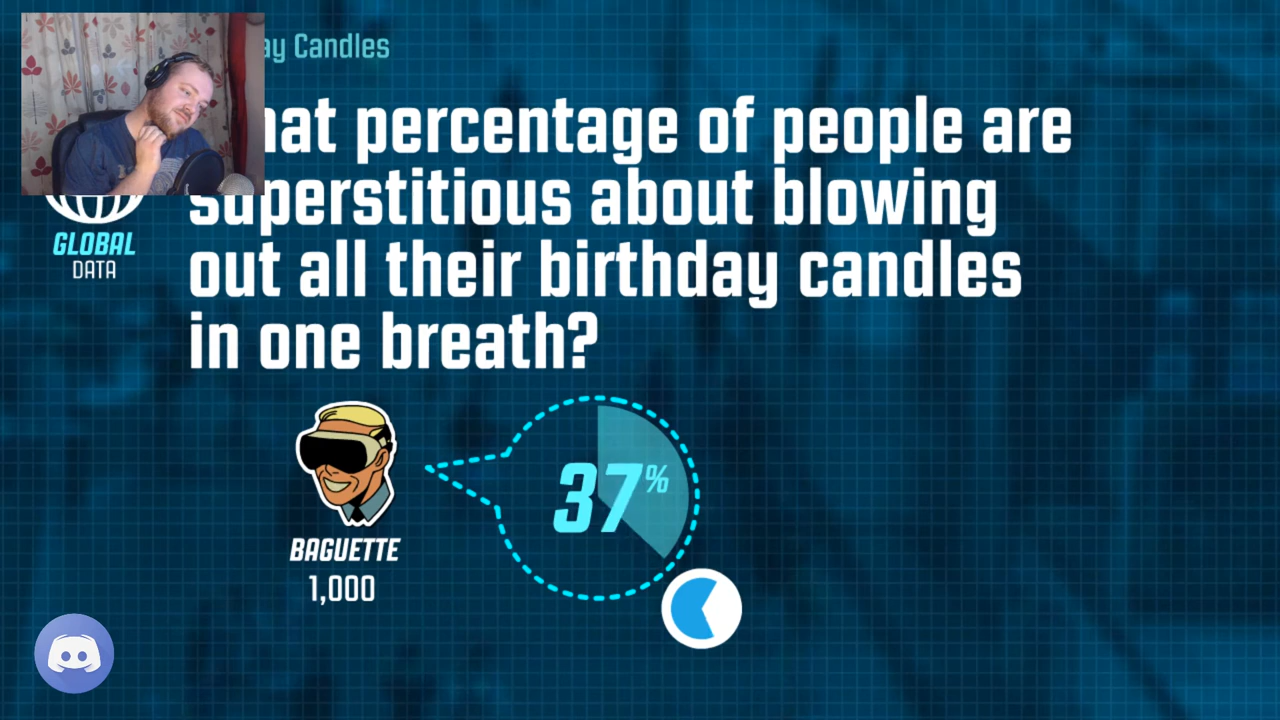 ay Candles
hat percentage of people are
superstitious about blowing
out all their birthday candles
in one breath?
GLOBAL
DATA
37%
BAGUETTE
1,000